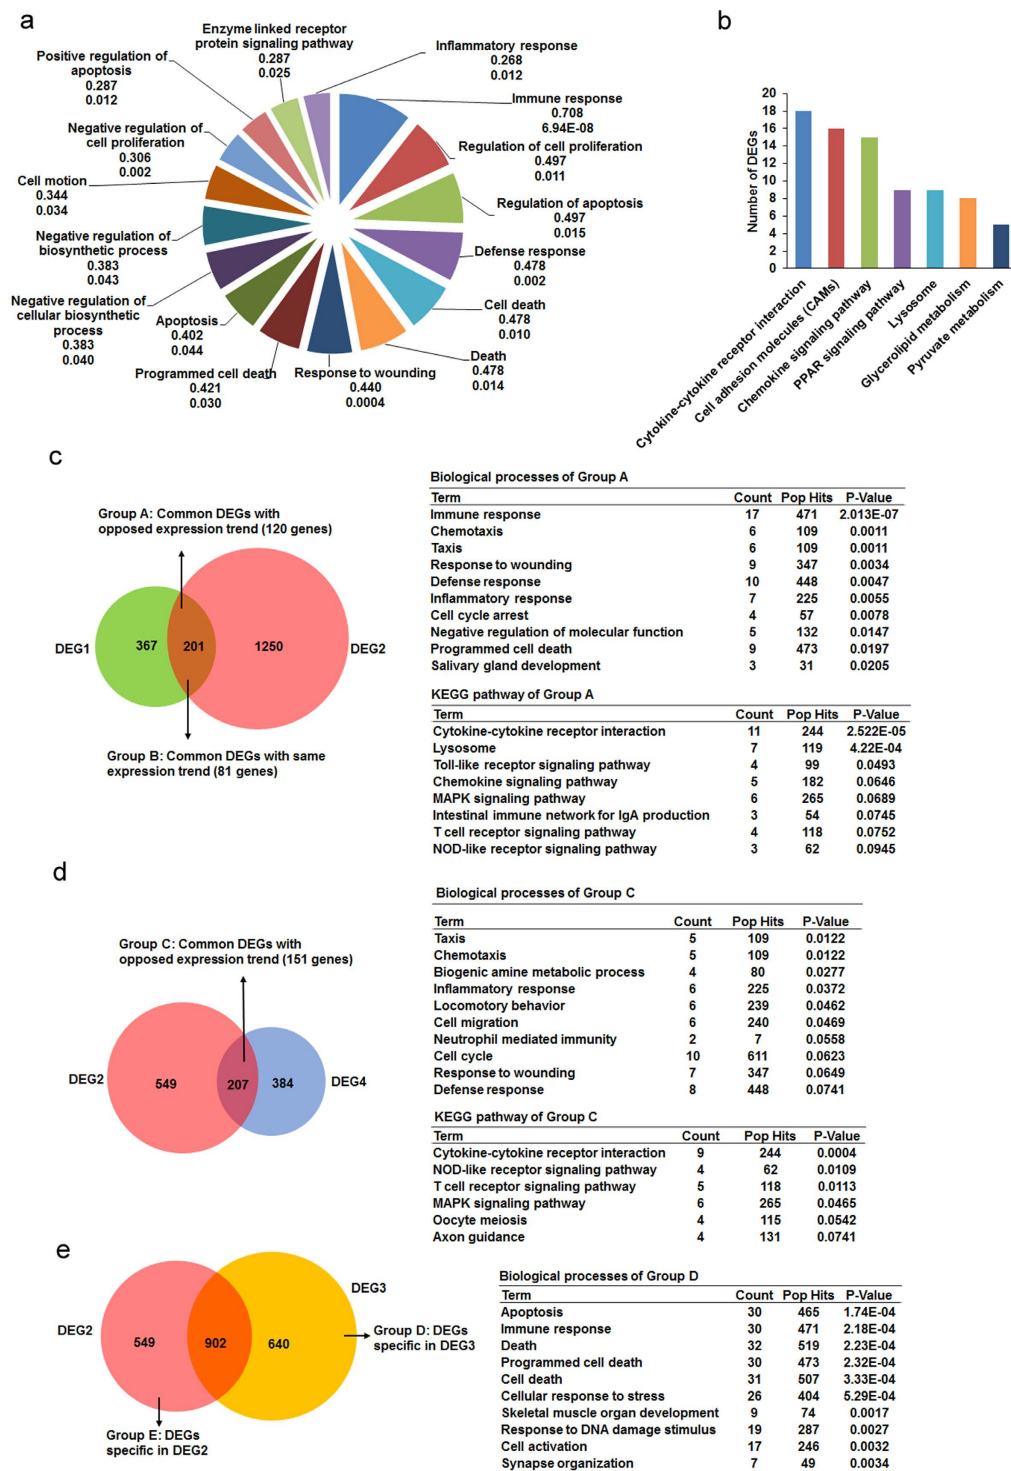 a
Enzyme linked receptor
protein signaling pathway
0.287
0.025
Inflammatory response
0.268
0.012
Positive regulation of
apoptosis
0.287
0.012
Immune response
0.708
6.94E-08
Negative regulation of
cell proliferation
0.306
0.002
Regulation of cell proliferation
0.497
0.011
Cell motion
0.344
0.034
Regulation of apoptosis
0.497
0.015
Negative regulation of
biosynthetic process
0.383
0.043
Defense response
0.478
0.002
Negative regulation of
cellular biosynthetic
process
0.383
0.040
Cell death
0.478
0.010
Apoptosis
0.402
0.044
Death
0.478
0.014
Programmed cell death
0.421
0.030
Response to wounding
0.440
0.0004
b
Number of DEGs
20
18
16
14
12
10
8
6
4
2
0
Cytokine-cytokine receptor interaction
Cell adhesion molecules (CAMs)
Chemokine signaling pathway
PPAR signaling pathway
Lysosome
Glycerolipid metabolism
Pyruvate metabolism
c
Group A: Common DEGs with
opposed expression trend (120 genes)
DEG1
367
201
1250
DEG2
Group B: Common DEGs with same
expression trend (81 genes)
Biological processes of Group A
Term Count Pop Hits P-Value
Immune response 17 471 2.013E-07
Chemotaxis 6 109 0.0011
Taxis 6 109 0.0011
Response to wounding 9 347 0.0034
Defense response 10 448 0.0047
Inflammatory response 7 225 0.0055
Cell cycle arrest 4 57 0.0078
Negative regulation of molecular function 5 132 0.0147
Programmed cell death 9 473 0.0197
Salivary gland development 3 31 0.0205
KEGG pathway of Group A
Term Count Pop Hits P-Value
Cytokine-cytokine receptor interaction 11 244 2.522E-05
Lysosome 7 119 4.22E-04
Toll-like receptor signaling pathway 4 99 0.0493
Chemokine signaling pathway 5 182 0.0646
MAPK signaling pathway 6 265 0.0689
Intestinal immune network for IgA production 3 54 0.0745
T cell receptor signaling pathway 4 118 0.0752
NOD-like receptor signaling pathway 3 62 0.0945
d
Group C: Common DEGs with
opposed expression trend (151 genes)
DEG2
549
207
384
DEG4
Biological processes of Group C
Term Count Pop Hits P-Value
Taxis 5 109 0.0122
Chemotaxis 5 109 0.0122
Biogenic amine metabolic process 4 80 0.0277
Inflammatory response 6 225 0.0372
Locomotory behavior 6 239 0.0462
Cell migration 6 240 0.0469
Neutrophil mediated immunity 2 7 0.0558
Cell cycle 10 611 0.0623
Response to wounding 7 347 0.0649
Defense response 8 448 0.0741
KEGG pathway of Group C
Term Count Pop Hits P-Value
Cytokine-cytokine receptor interaction 9 244 0.0004
NOD-like receptor signaling pathway 4 62 0.0109
T cell receptor signaling pathway 5 118 0.0113
MAPK signaling pathway 6 265 0.0465
Oocyte meiosis 4 115 0.0542
Axon guidance 4 131 0.0741
e
DEG2
549
902
640
DEG3
Group D: DEGs
specific in DEG3
Group E: DEGs
specific in DEG2
Biological processes of Group D
Term Count Pop Hits P-Value
Apoptosis 30 465 1.74E-04
Immune response 30 471 2.18E-04
Death 32 519 2.23E-04
Programmed cell death 30 473 2.32E-04
Cell death 31 507 3.33E-04
Cellular response to stress 26 404 5.29E-04
Skeletal muscle organ development 9 74 0.0017
Response to DNA damage stimulus 19 287 0.0027
Cell activation 17 246 0.0032
Synapse organization 7 49 0.0034